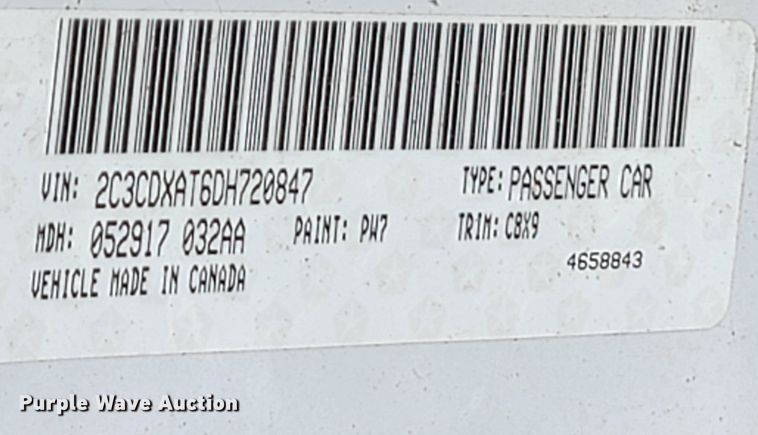 VIN: 2C3CDXAT6DH720847 TYPE: PASSENGER CAR
MDH: 052917 032AA PAINT: PW7 TRIM: C8X9
VEHICLE MADE IN CANADA 4658843
Purple Wave Auction